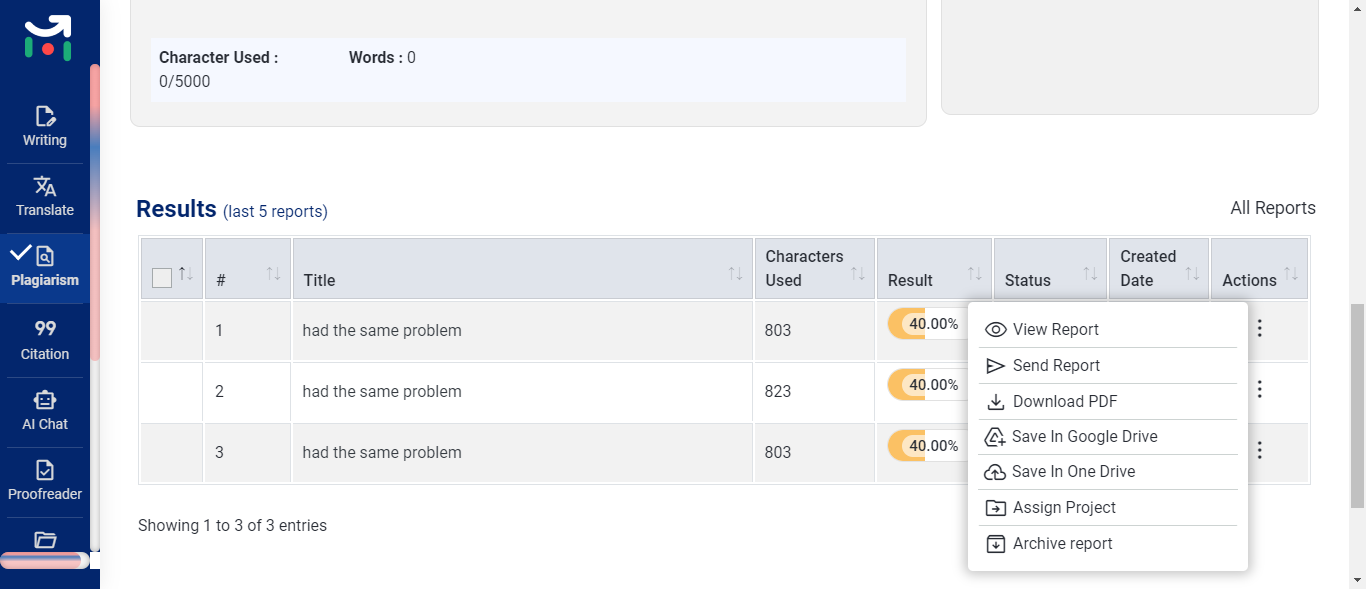 Writing
Translate
Plagiarism
99
Citation
AI Chat
Proofreader
Character Used :
0/5000
Words : 0
Results (last 5 reports)
All Reports
# Title Characters Used Result Status Created Date Actions
1 had the same problem 803 40.00%
2 had the same problem 823 40.00%
3 had the same problem 803 40.00%
View Report
Send Report
Download PDF
Save In Google Drive
Save In One Drive
Assign Project
Archive report
Showing 1 to 3 of 3 entries